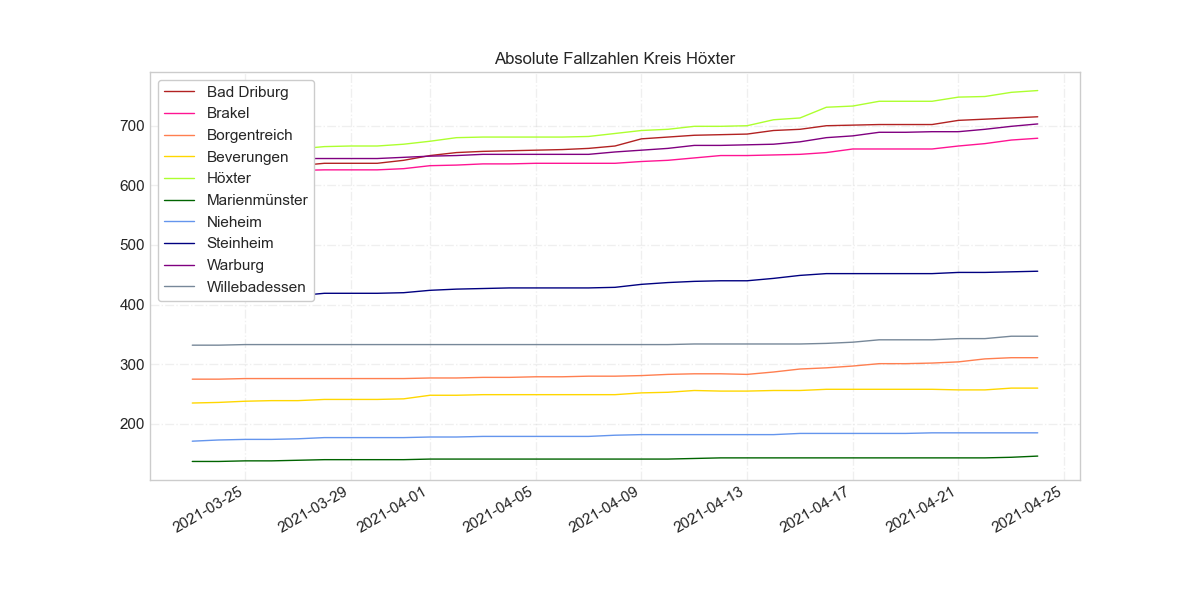 Absolute Fallzahlen Kreis Höxter
Bad Driburg
Brakel
Borgentreich
Beverungen
Höxter
Marienmünster
Nieheim
Steinheim
Warburg
Willebadessen
700
600
500
400
300
200
2021-03-25
2021-03-29
2021-04-01
2021-04-05
2021-04-09
2021-04-13
2021-04-17
2021-04-21
2021-04-25